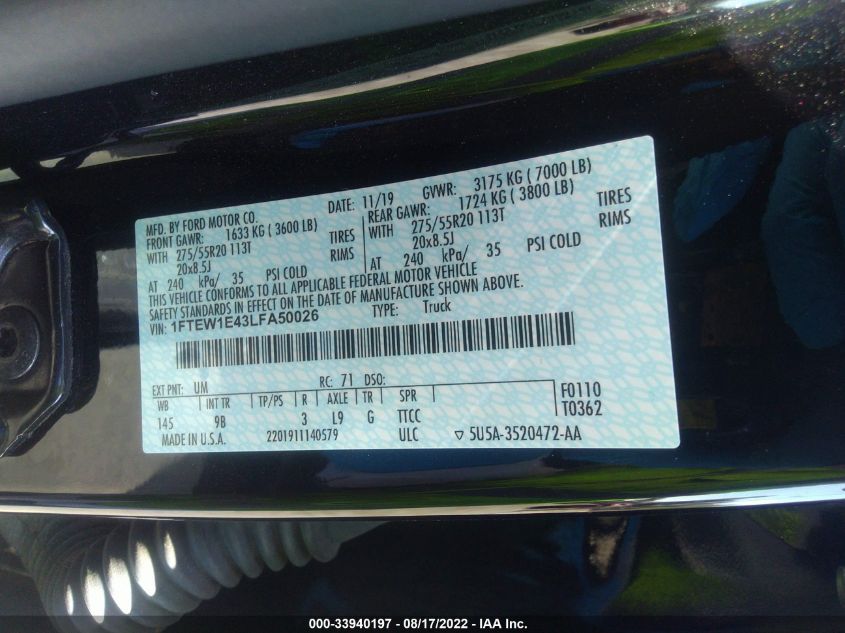 MFD. BY FORD MOTOR CO.
DATE: 11/19 GVWR: 3175 KG ( 7000 LB)
FRONT GAWR: 1633 KG ( 3600 LB)
REAR GAWR: 1724 KG ( 3800 LB)
WITH 275/55R20 113T TIRES
WITH 275/55R20 113T TIRES
20x8.5J RIMS
20x8.5J RIMS
AT 240 kPa/ 35 PSI COLD
AT 240 kPa/ 35 PSI COLD
THIS VEHICLE CONFORMS TO ALL APPLICABLE FEDERAL MOTOR VEHICLE
SAFETY STANDARDS IN EFFECT ON THE DATE OF MANUFACTURE SHOWN ABOVE.
VIN: 1FTEW1E43LFA50026 TYPE: Truck
EXT PNT: UM RC: 71 DSO:
WB INT TR TP/PS R AXLE TR SPR F0110
145 9B 3 L9 G TTCC T0362
MADE IN U.S.A. 2201911140579 ULC ▽ 5U5A-3520472-AA
000-33940197 - 08/17/2022 - IAA Inc.